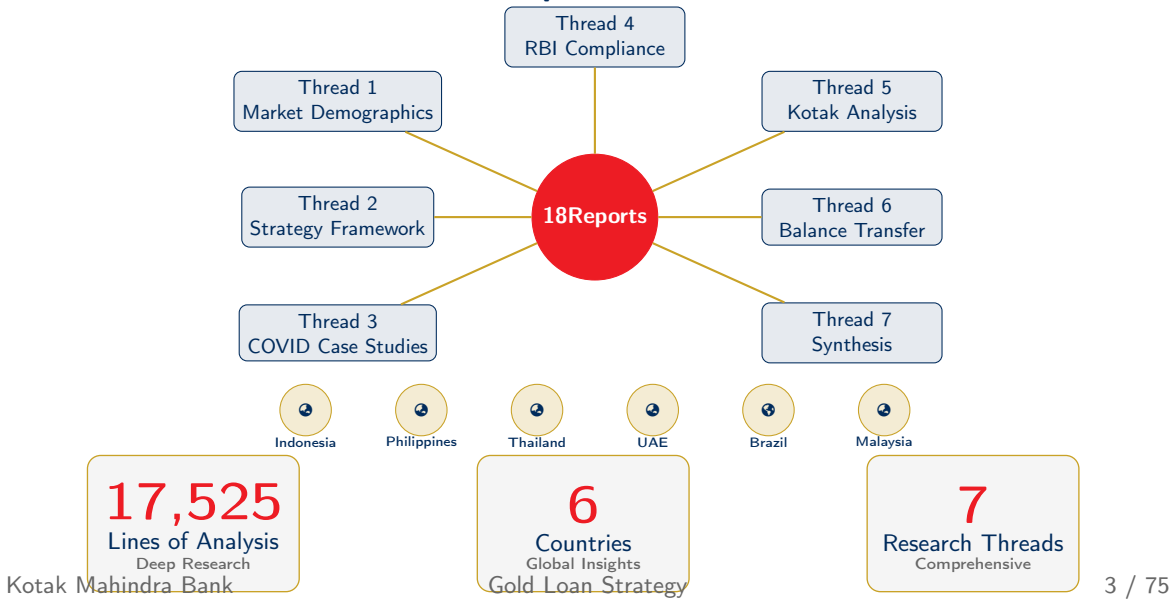 Thread 4
RBI Compliance
Thread 1
Market Demographics
Thread 5
Kotak Analysis
18Reports
Thread 2
Strategy Framework
Thread 6
Balance Transfer
Thread 3
COVID Case Studies
Thread 7
Synthesis
Indonesia
Philippines
Thailand
UAE
Brazil
Malaysia
17,525
Lines of Analysis
Deep Research
6
Countries
Global Insights
7
Research Threads
Comprehensive
Kotak Mahindra Bank
Gold Loan Strategy
3 / 75